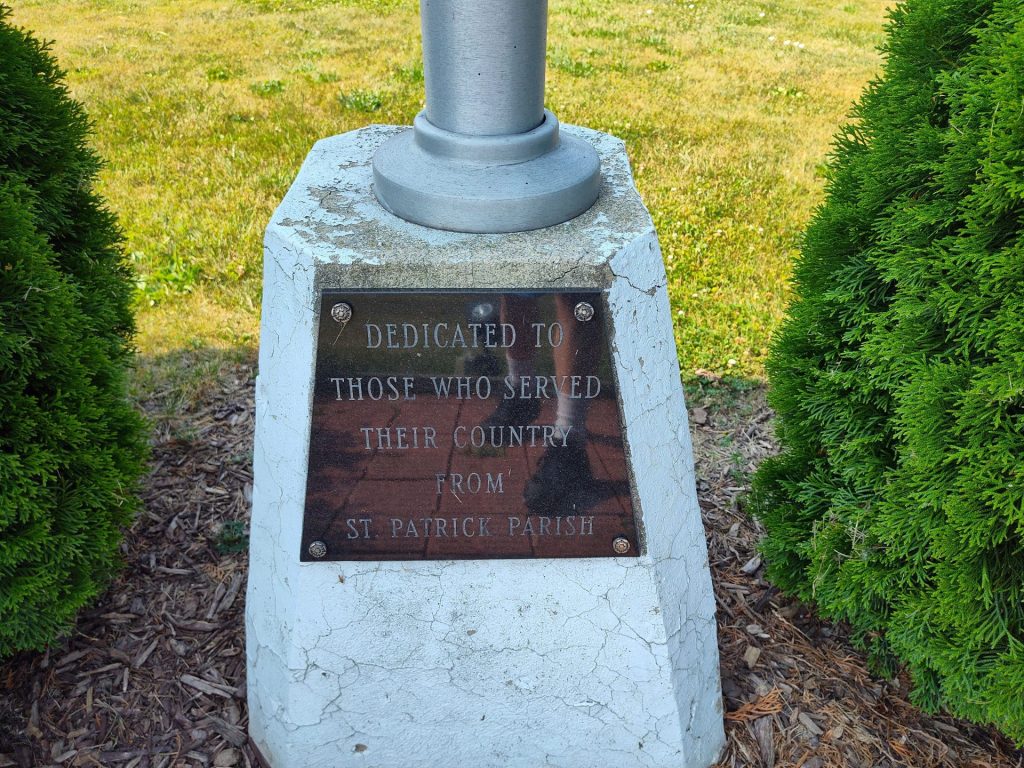 DEDICATED TO
THOSE WHO SERVED
THEIR COUNTRY
FROM
ST. PATRICK PARISH